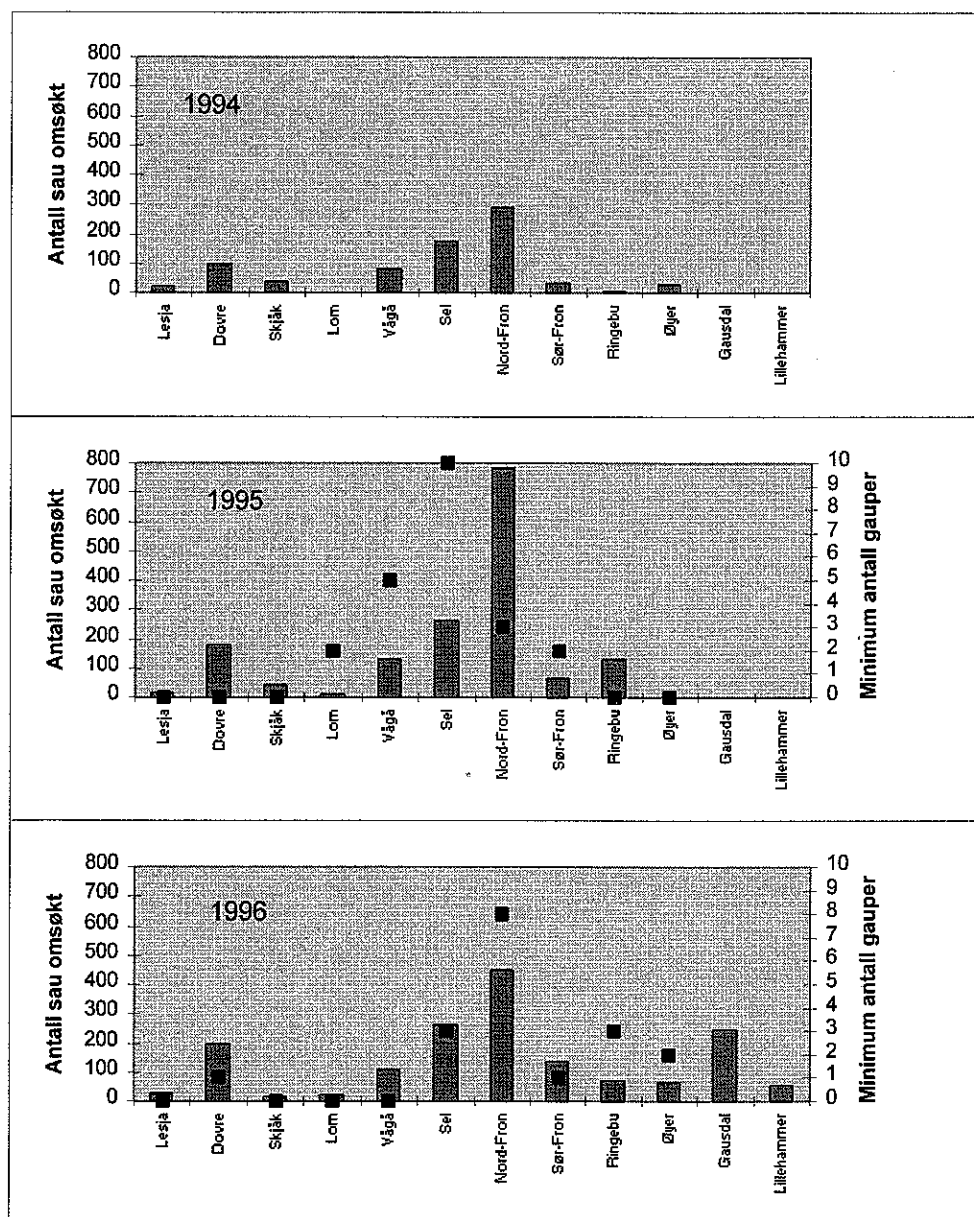 Antall sau omsøkt
800
700
600
500
400
300
200
100
0
1994
Lesja
Dovre
Skjåk
Lom
Vågå
Sel
Nord-Fron
Sør-Fron
Ringebu
Øyer
Gausdal
Lillehammer
Antall sau omsøkt
800
700
600
500
400
300
200
100
0
1995
10
9
8
7
6
5
4
3
2
1
0
Minimum antall gauper
Lesja
Dovre
Skjåk
Lom
Vågå
Sel
Nord-Fron
Sør-Fron
Ringebu
Øyer
Gausdal
Lillehammer
Antall sau omsøkt
800
700
600
500
400
300
200
100
0
1996
10
9
8
7
6
5
4
3
2
1
0
Minimum antall gauper
Lesja
Dovre
Skjåk
Lom
Vågå
Sel
Nord-Fron
Sør-Fron
Ringebu
Øyer
Gausdal
Lillehammer